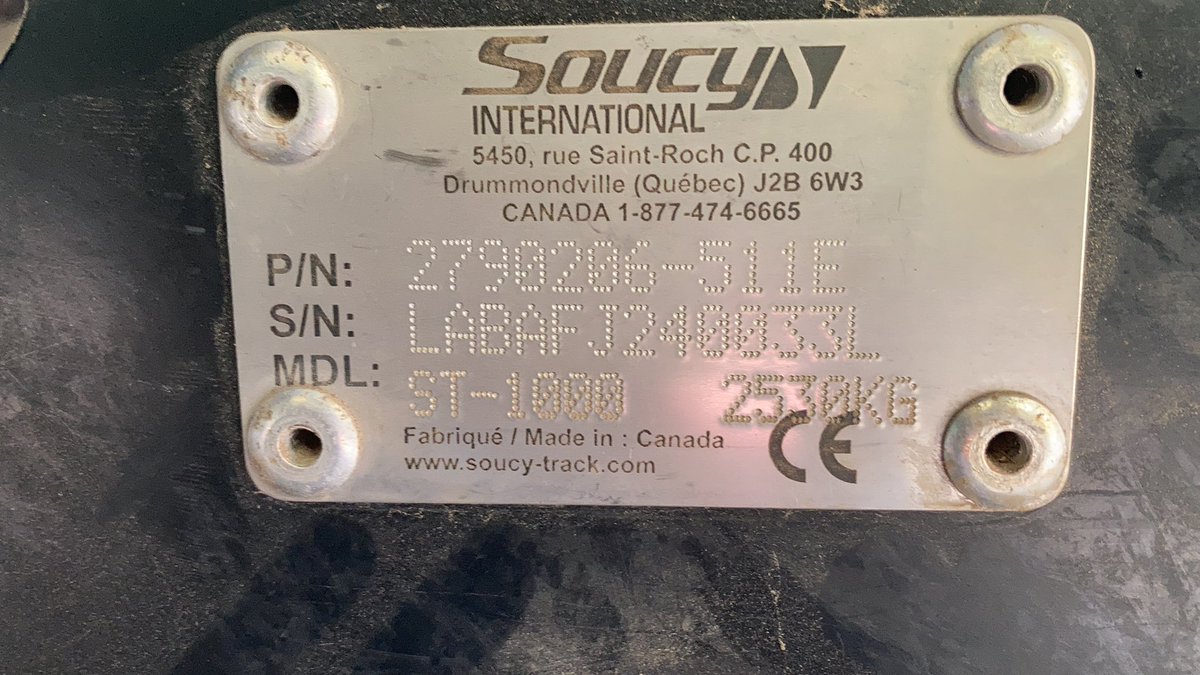 Soucy
INTERNATIONAL
5450, rue Saint-Roch C.P. 400
Drummondville (Québec) J2B 6W3
CANADA 1-877-474-6665
P/N: 2790206-511E
S/N: LABAFJ240033L
MDL: ST-1000 2530KG
Fabriqué / Made in : Canada
www.soucy-track.com
CE